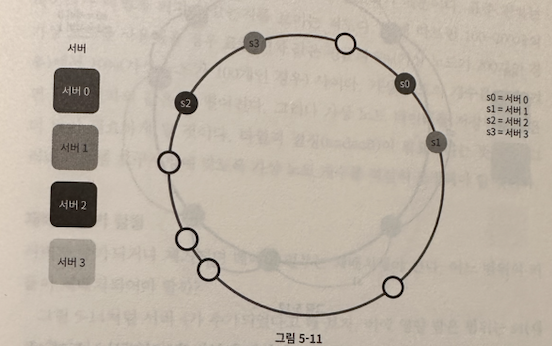 서버
서버 0
서버 1
서버 2
서버 3
s3
s0
s2
s1
s0 = 서버 0
s1 = 서버 1
s2 = 서버 2
s3 = 서버 3
그림 5-11